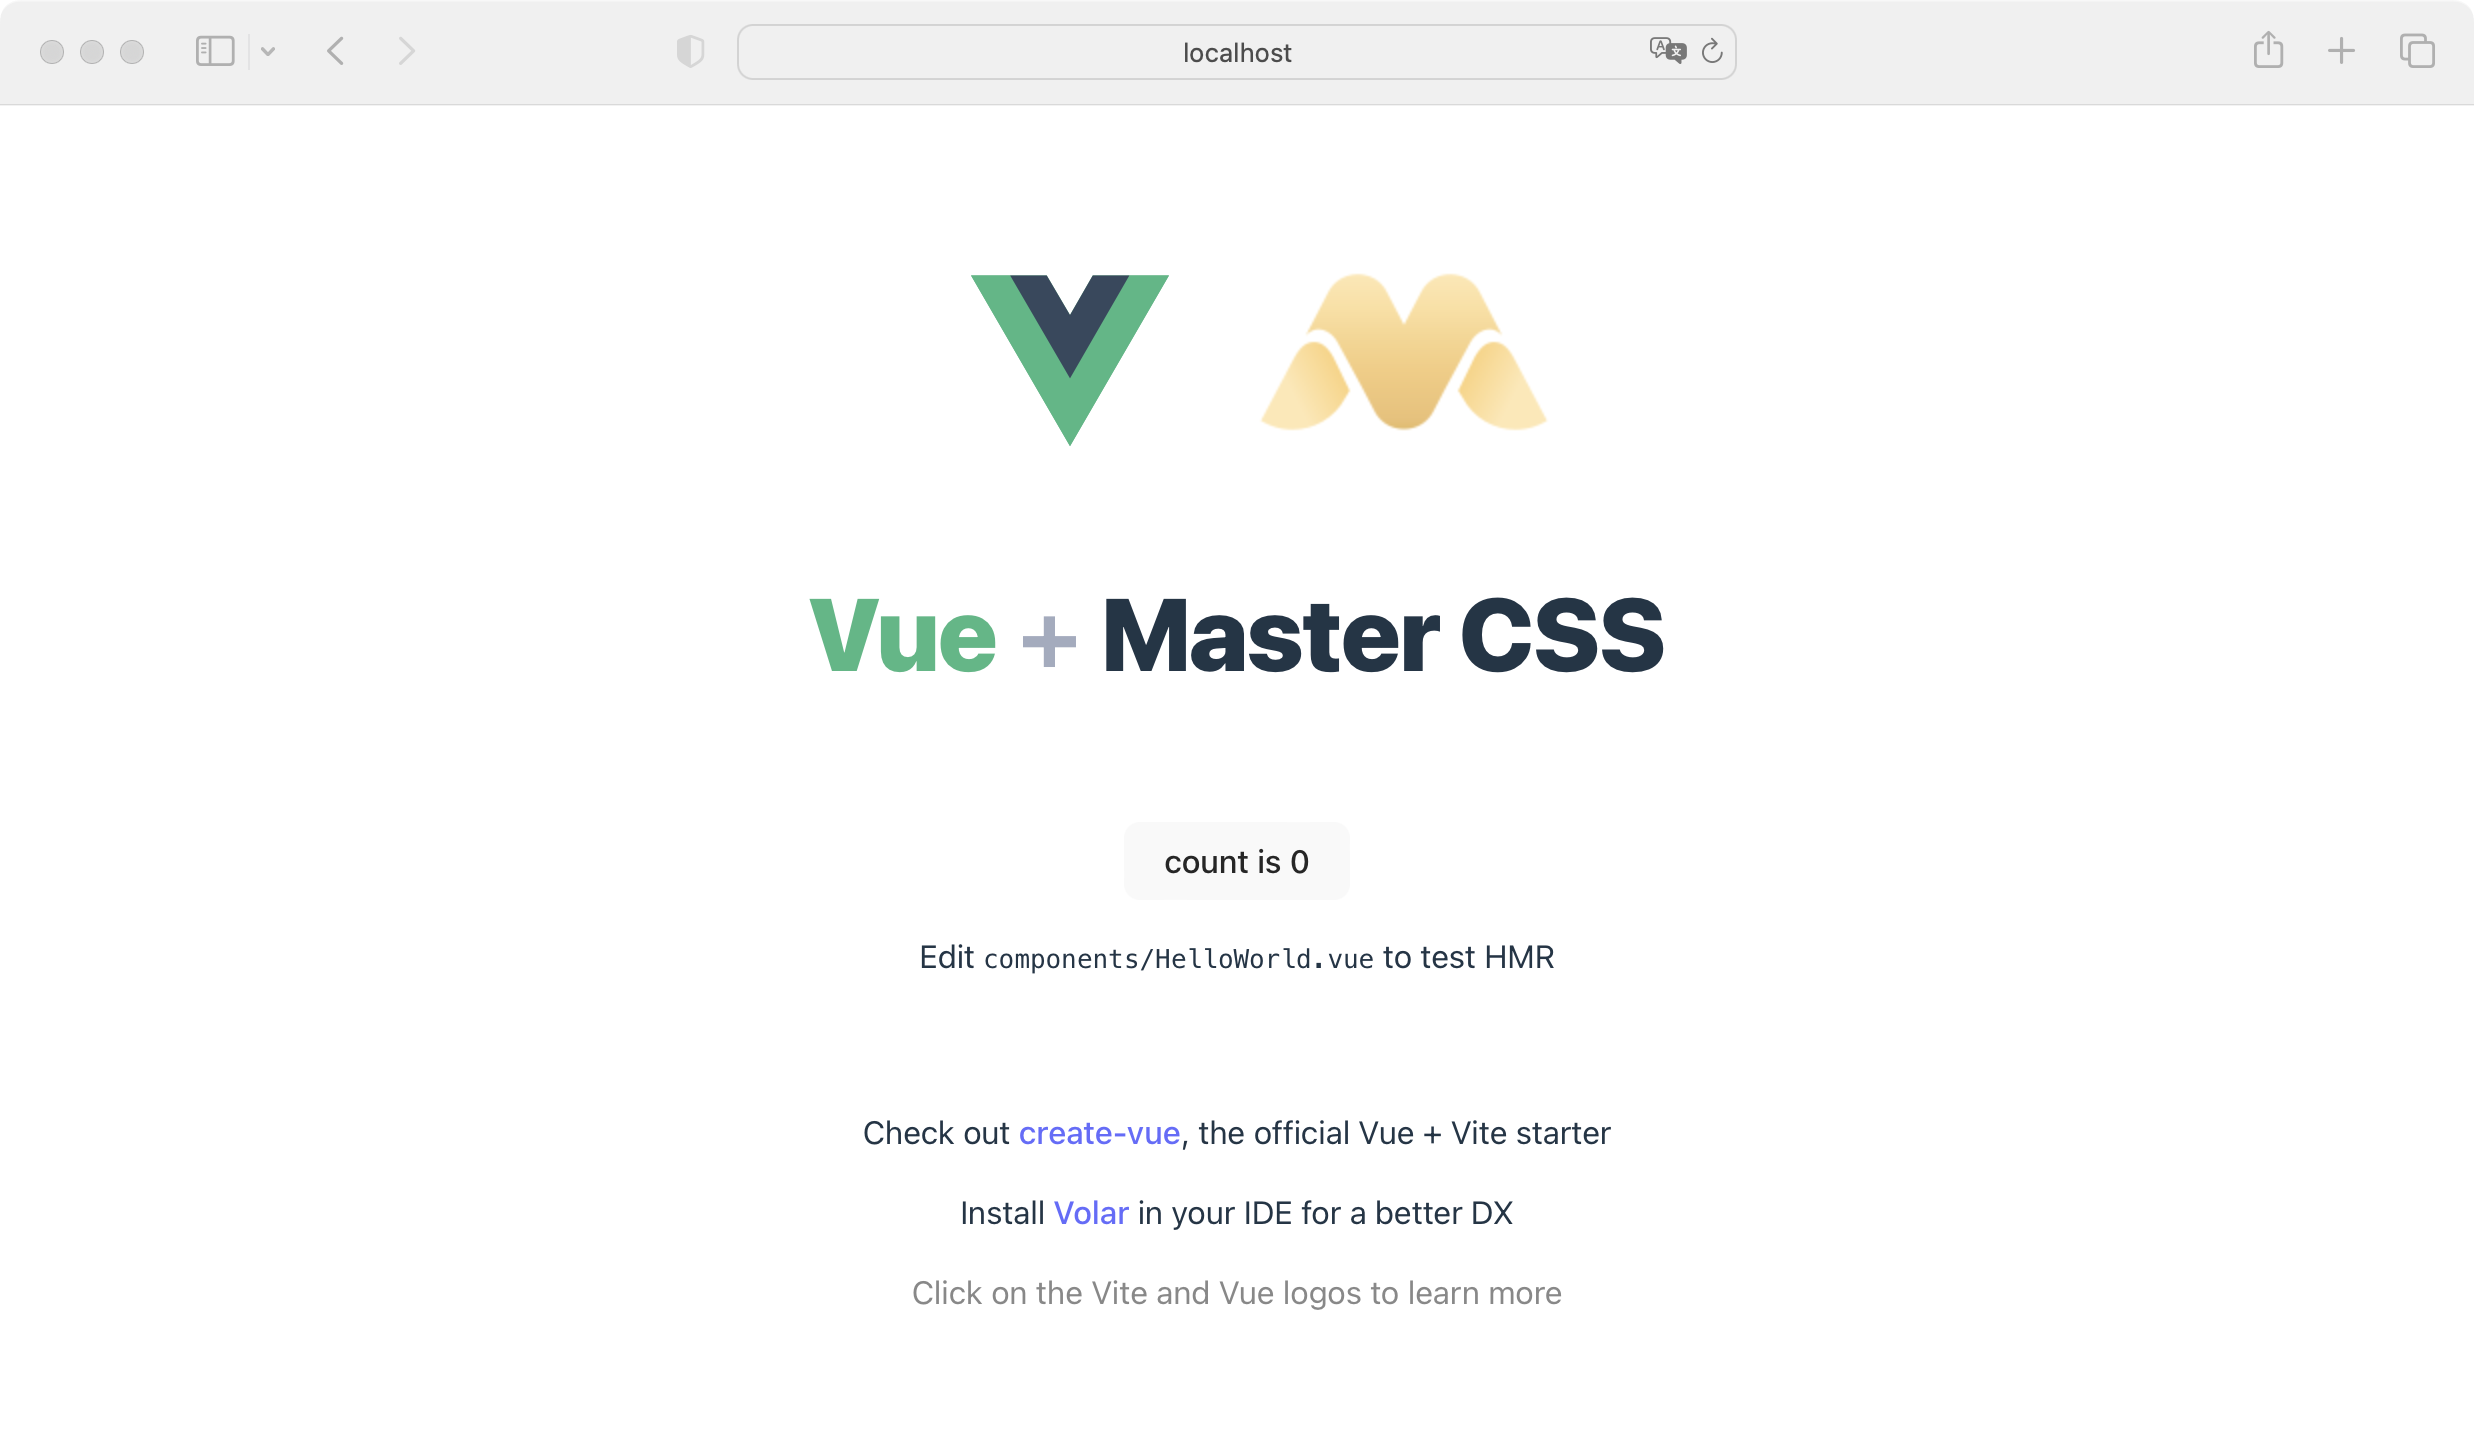 localhost
Vue + Master CSS
count is 0
Edit components/HelloWorld.vue to test HMR
Check out create-vue, the official Vue + Vite starter
Install Volar in your IDE for a better DX
Click on the Vite and Vue logos to learn more